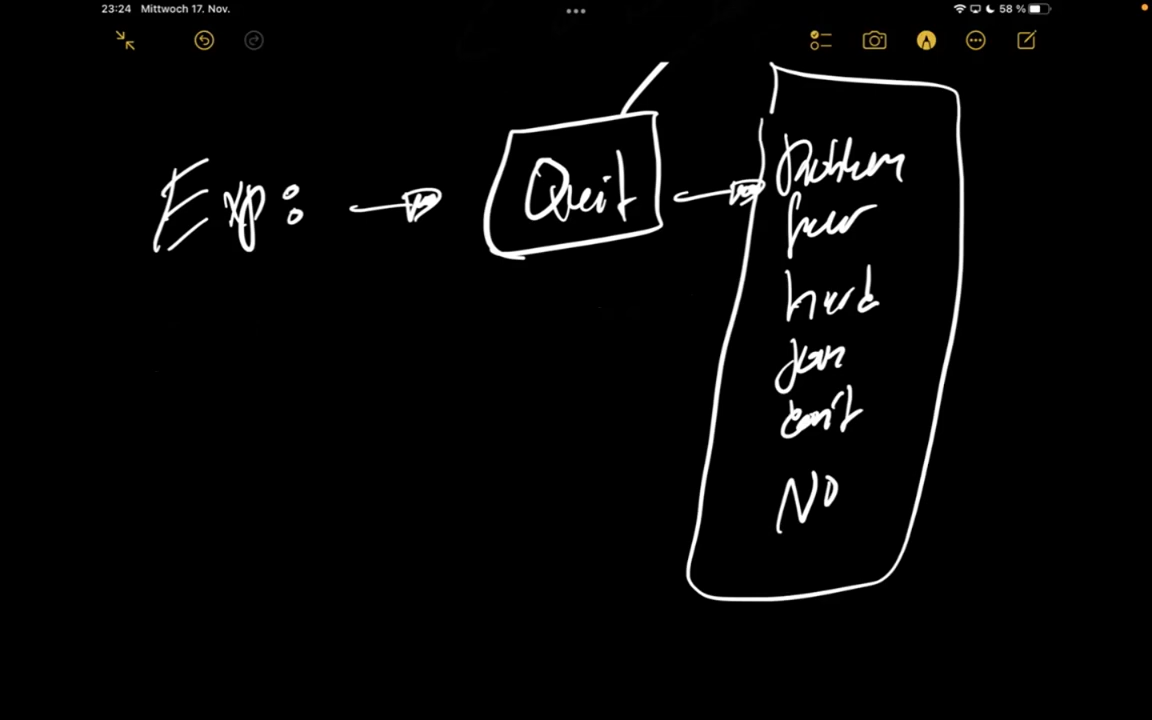 23:24 Mittwoch 17. Nov. 58 %
Exp: Quit Problem
fear
hard
can't
NO